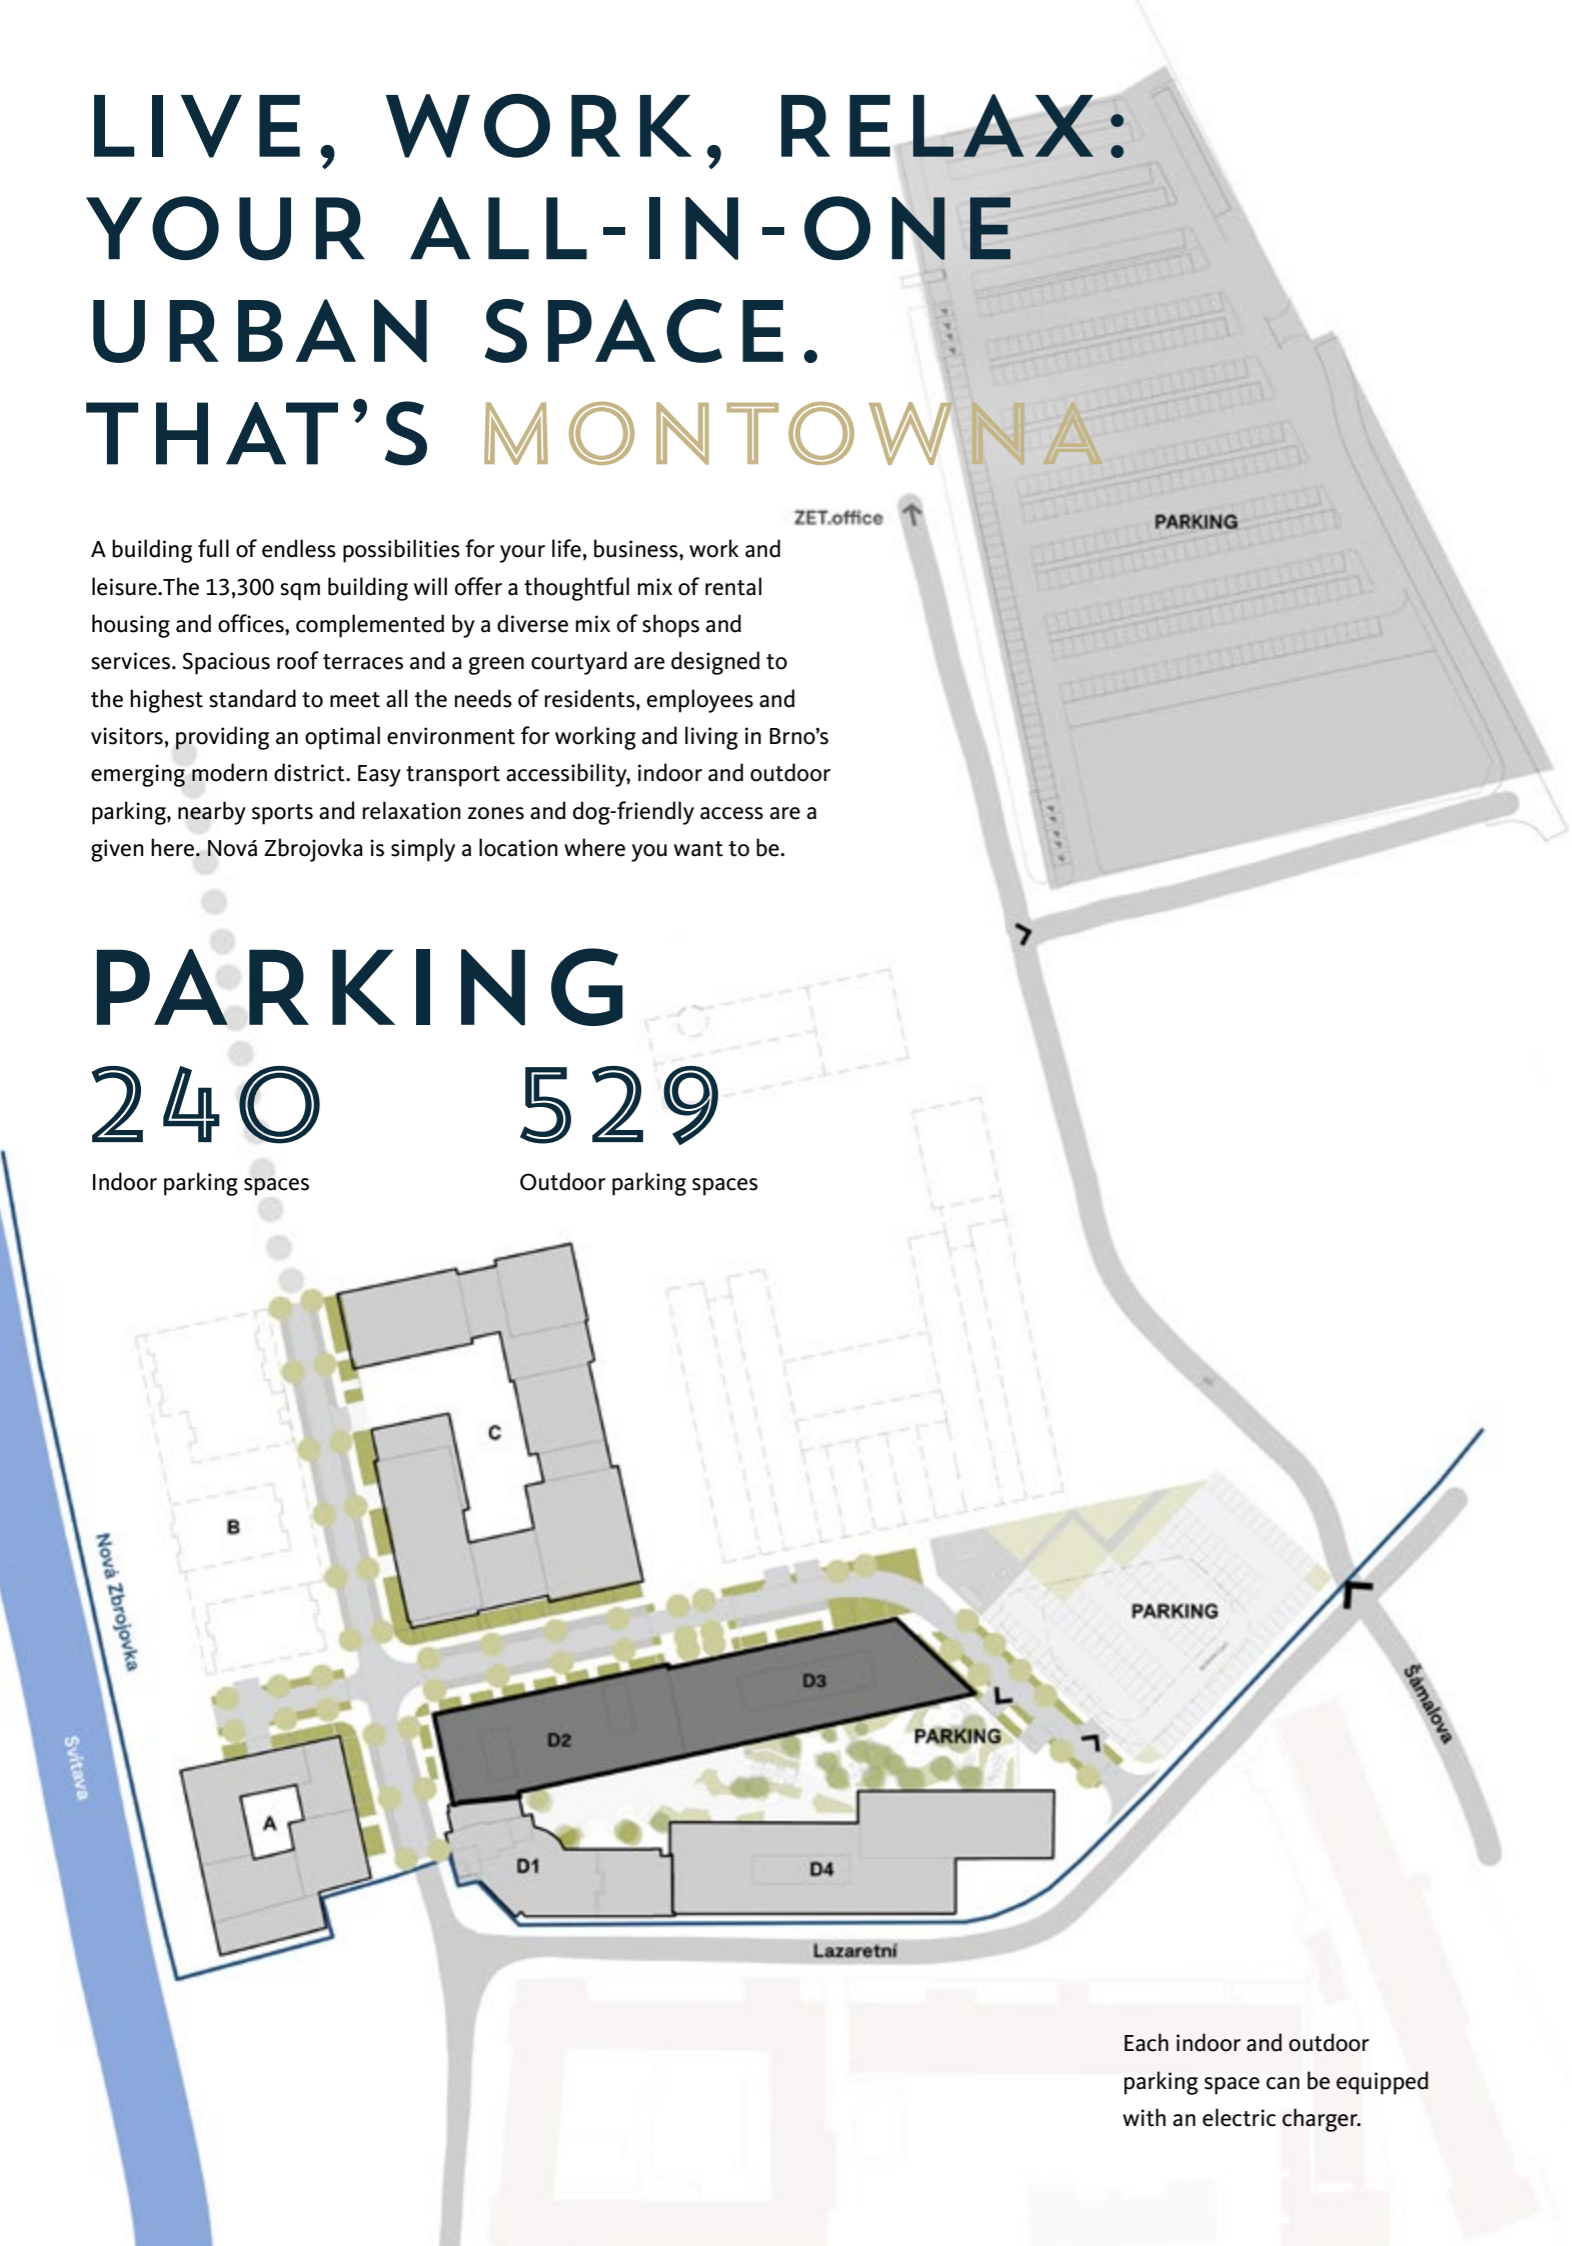 LIVE, WORK, RELAX:
YOUR ALL-IN-ONE
URBAN SPACE.
THAT'S MONTOWNA
ZET.office
PARKING
A building full of endless possibilities for your life, business, work and
leisure.The 13,300 sqm building will offer a thoughtful mix of rental
housing and offices, complemented by a diverse mix of shops and
services. Spacious roof terraces and a green courtyard are designed to
the highest standard to meet all the needs of residents, employees and
visitors, providing an optimal environment for working and living in Brno's
emerging modern district. Easy transport accessibility, indoor and outdoor
parking, nearby sports and relaxation zones and dog-friendly access are a
given here. Nová Zbrojovka is simply a location where you want to be.
PARKING
240
Indoor parking spaces
529
Outdoor parking spaces
C
B
Nová Zbrojovka
PARKING
D3
D2
PARKING
Šámalova
Svitava
A
D1
D4
Lazaretní
Each indoor and outdoor
parking space can be equipped
with an electric charger.